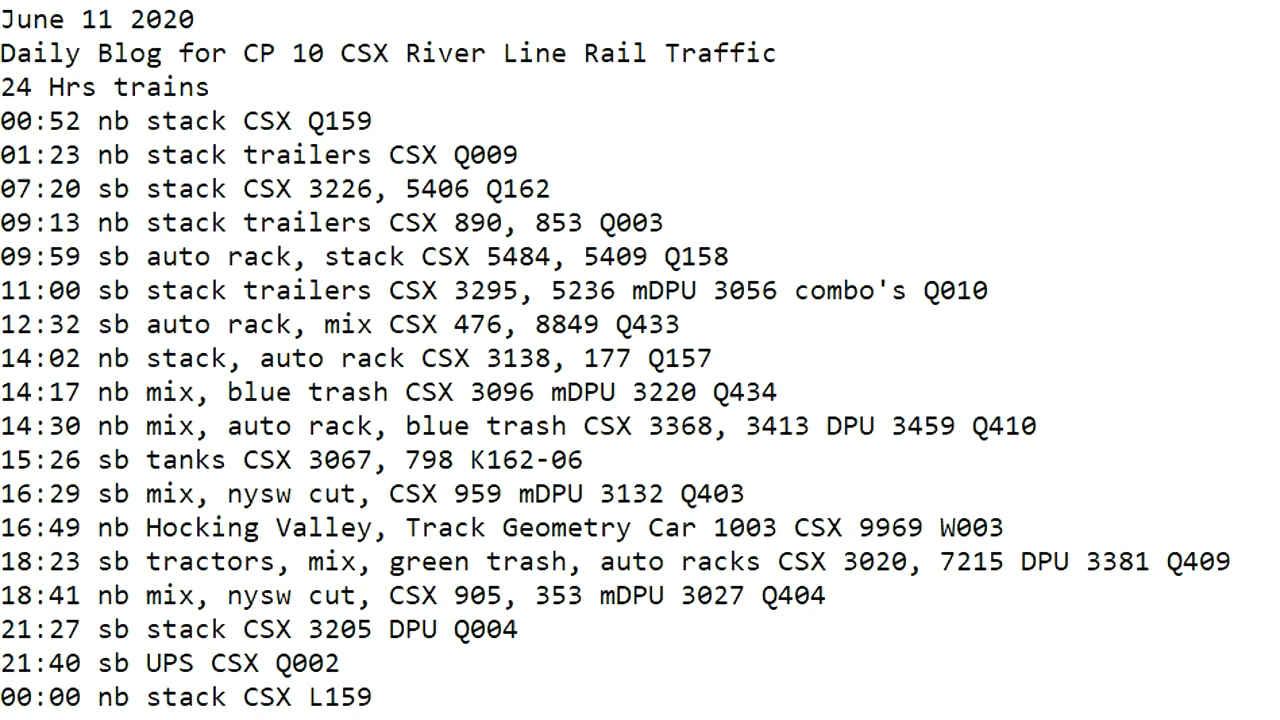 June 11 2020
Daily Blog for CP 10 CSX River Line Rail Traffic
24 Hrs trains
00:52 nb stack CSX Q159
01:23 nb stack trailers CSX Q009
07:20 sb stack CSX 3226, 5406 Q162
09:13 nb stack trailers CSX 890, 853 Q003
09:59 sb auto rack, stack CSX 5484, 5409 Q158
11:00 sb stack trailers CSX 3295, 5236 mDPU 3056 combo's Q010
12:32 sb auto rack, mix CSX 476, 8849 Q433
14:02 nb stack, auto rack CSX 3138, 177 Q157
14:17 nb mix, blue trash CSX 3096 mDPU 3220 Q434
14:30 nb mix, auto rack, blue trash CSX 3368, 3413 DPU 3459 Q410
15:26 sb tanks CSX 3067, 798 K162-06
16:29 sb mix, nysw cut, CSX 959 mDPU 3132 Q403
16:49 nb Hocking Valley, Track Geometry Car 1003 CSX 9969 W003
18:23 sb tractors, mix, green trash, auto racks CSX 3020, 7215 DPU 3381 Q409
18:41 nb mix, nysw cut, CSX 905, 353 mDPU 3027 Q404
21:27 sb stack CSX 3205 DPU Q004
21:40 sb UPS CSX Q002
00:00 nb stack CSX L159